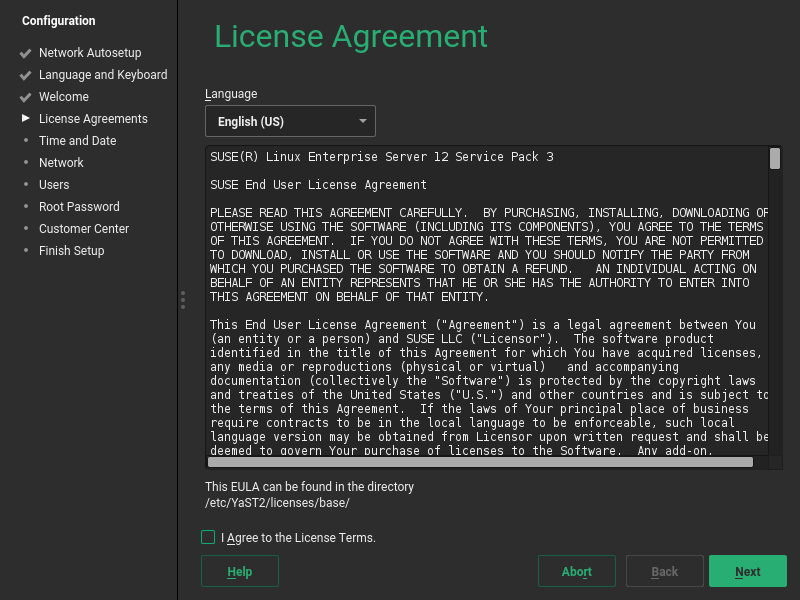 Configuration
Network Autosetup
Language and Keyboard
Welcome
License Agreements
Time and Date
Network
Users
Root Password
Customer Center
Finish Setup
License Agreement
Language
English (US)
SUSE(R) Linux Enterprise Server 12 Service Pack 3
SUSE End User License Agreement
PLEASE READ THIS AGREEMENT CAREFULLY.  BY PURCHASING, INSTALLING, DOWNLOADING OR
OTHERWISE USING THE SOFTWARE (INCLUDING ITS COMPONENTS), YOU AGREE TO THE TERMS
OF THIS AGREEMENT.  IF YOU DO NOT AGREE WITH THESE TERMS, YOU ARE NOT PERMITTED
TO DOWNLOAD, INSTALL OR USE THE SOFTWARE AND YOU SHOULD NOTIFY THE PARTY FROM
WHICH YOU PURCHASED THE SOFTWARE TO OBTAIN A REFUND.   AN INDIVIDUAL ACTING ON
BEHALF OF AN ENTITY REPRESENTS THAT HE OR SHE HAS THE AUTHORITY TO ENTER INTO
THIS AGREEMENT ON BEHALF OF THAT ENTITY.
This End User License Agreement ("Agreement") is a legal agreement between You
(an entity or a person) and SUSE LLC ("Licensor").  The software product
identified in the title of this Agreement for which You have acquired licenses,
any media or reproductions (physical or virtual)   and accompanying
documentation (collectively the "Software") is protected by the copyright laws
and treaties of the United States ("U.S.") and other countries and is subject to
the terms of this Agreement.  If the laws of Your principal place of business
require contracts to be in the local language to be enforceable, such local
language version may be obtained from Licensor upon written request and shall be
deemed to govern Your purchase of licenses to the Software.  Any add-on,
This EULA can be found in the directory
/etc/YaST2/licenses/base/
I Agree to the License Terms.
Help
Abort
Back
Next